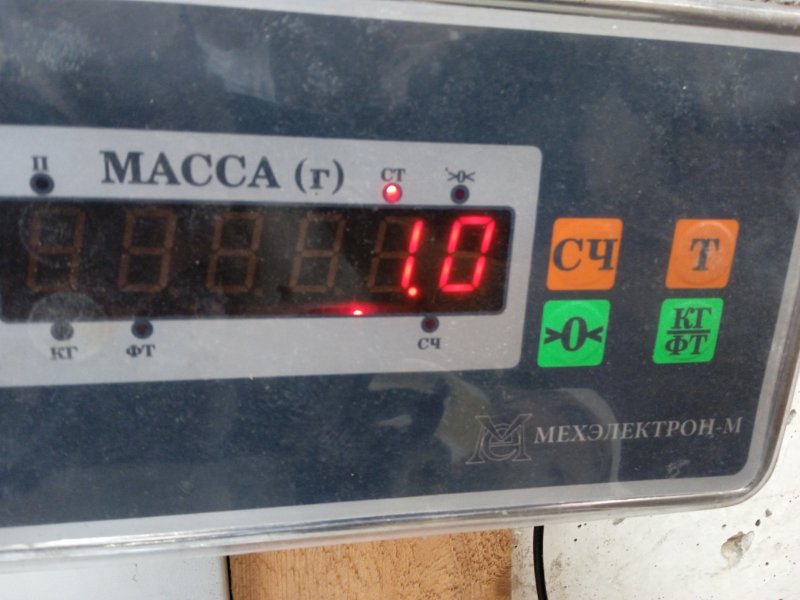 П МАССА (г) СТ >0<
1.0
КГ ФТ СЧ
СЧ Т
>0< КГ/ФТ
МЕХЭЛЕКТРОН-М